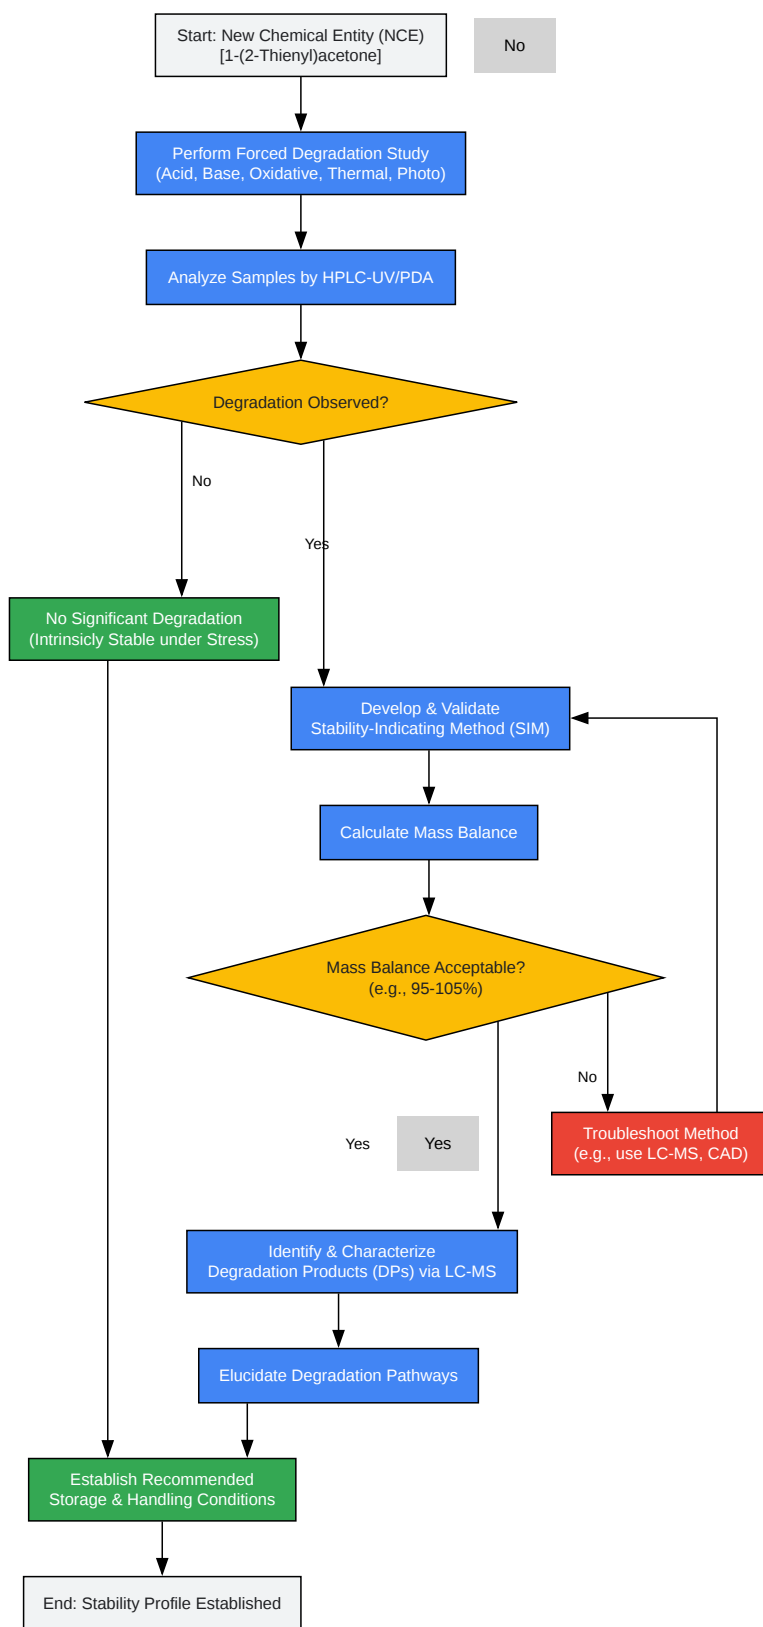 Start: New Chemical Entity (NCE)
[1-(2-Thienyl)acetone]
No
Perform Forced Degradation Study
(Acid, Base, Oxidative, Thermal, Photo)
Analyze Samples by HPLC-UV/PDA
Degradation Observed?
No
Yes
No Significant Degradation
(Intrinsicly Stable under Stress)
Develop & Validate
Stability-Indicating Method (SIM)
Calculate Mass Balance
Mass Balance Acceptable?
(e.g., 95-105%)
No
Yes
Yes
Troubleshoot Method
(e.g., use LC-MS, CAD)
Identify & Characterize
Degradation Products (DPs) via LC-MS
Elucidate Degradation Pathways
Establish Recommended
Storage & Handling Conditions
End: Stability Profile Established